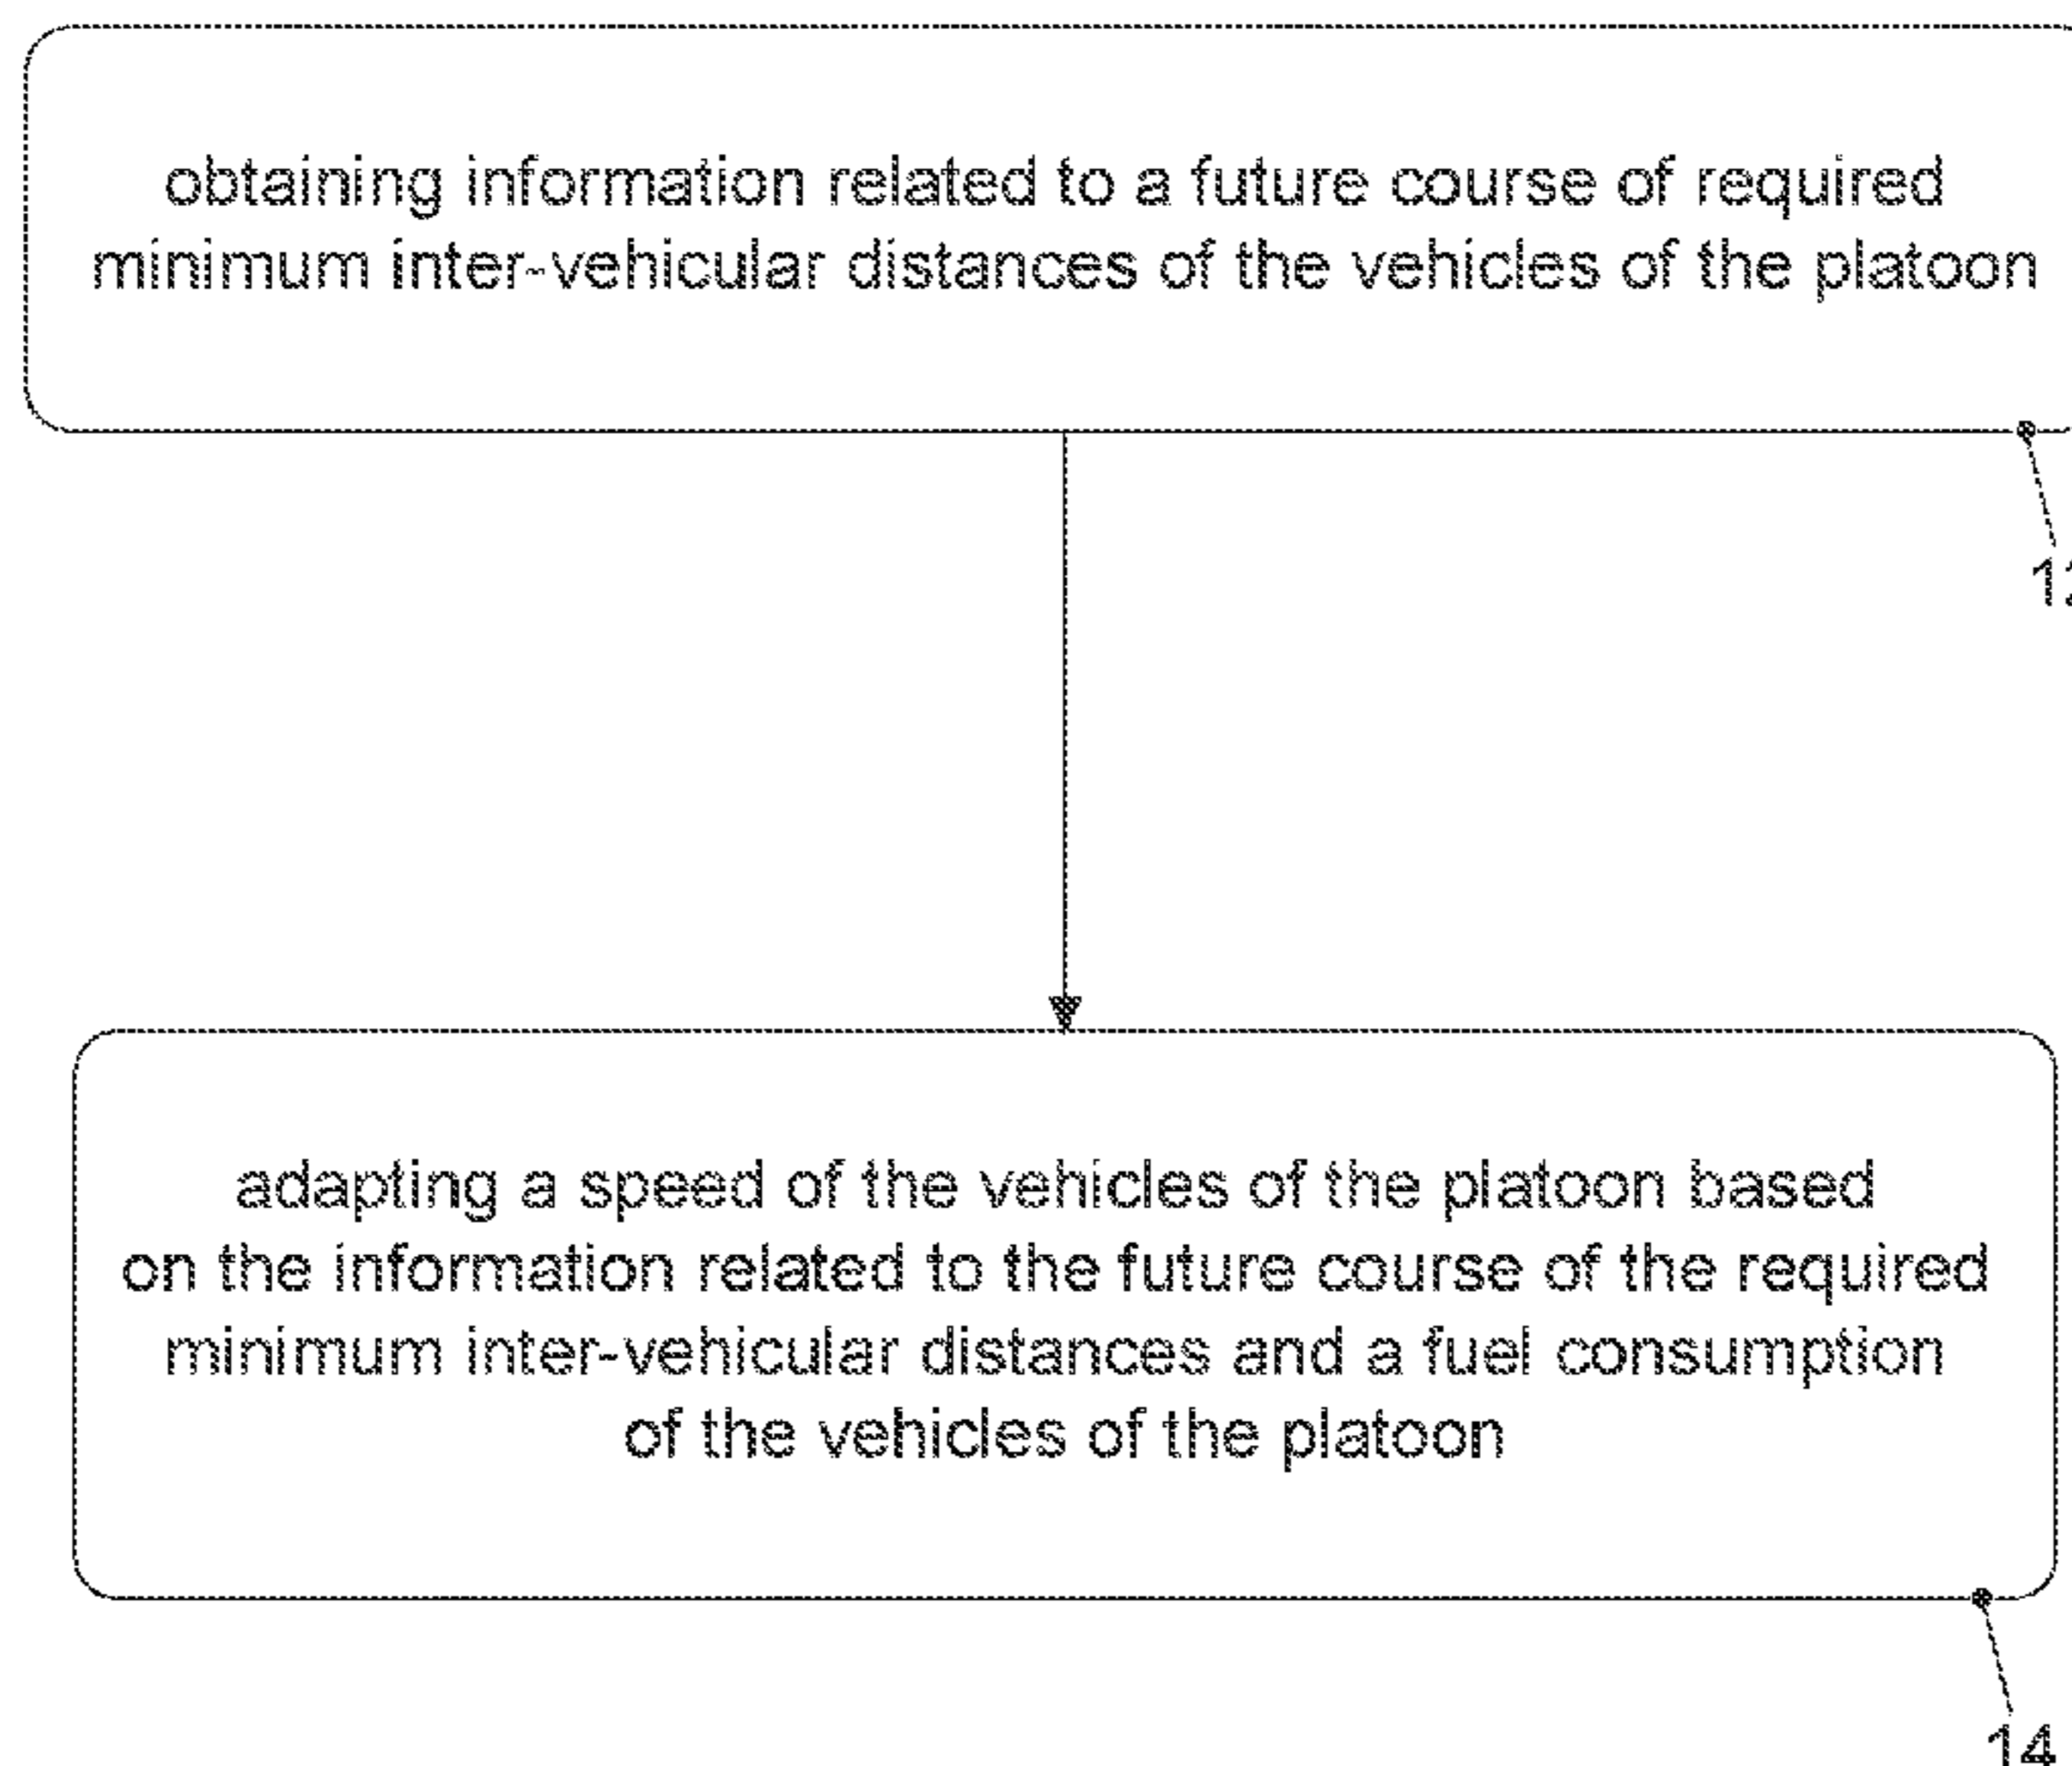 obtaining information related to a future course of required
minimum inter-vehicular distances of the vehicles of the platoon
adapting a speed of the vehicles of the platoon based
on the information related to the future course of the required
minimum inter-vehicular distances and a fuel consumption
of the vehicles of the platoon
14